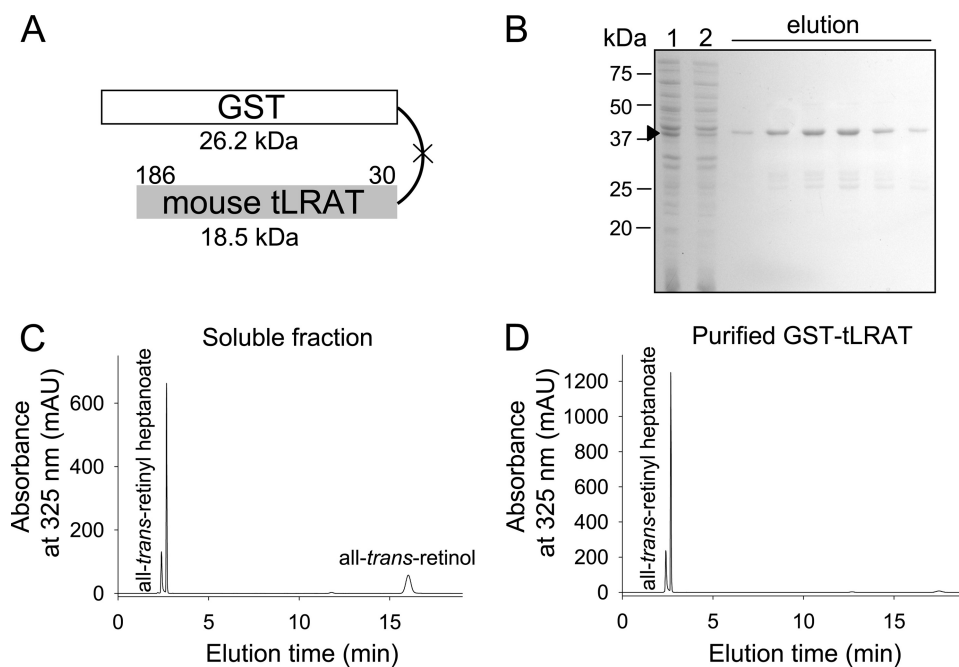 A
GST
26.2 kDa
186 30
mouse tLRAT
18.5 kDa
B
kDa 1 2 elution
75
50
37
25
20
C
Soluble fraction
Absorbance
at 325 nm (mAU)
600
400
200
0
all-trans-retinyl heptanoate
all-trans-retinol
0 5 10 15
Elution time (min)
D
Purified GST-tLRAT
Absorbance
at 325 nm (mAU)
1200
1000
800
600
400
200
0
all-trans-retinyl heptanoate
0 5 10 15
Elution time (min)